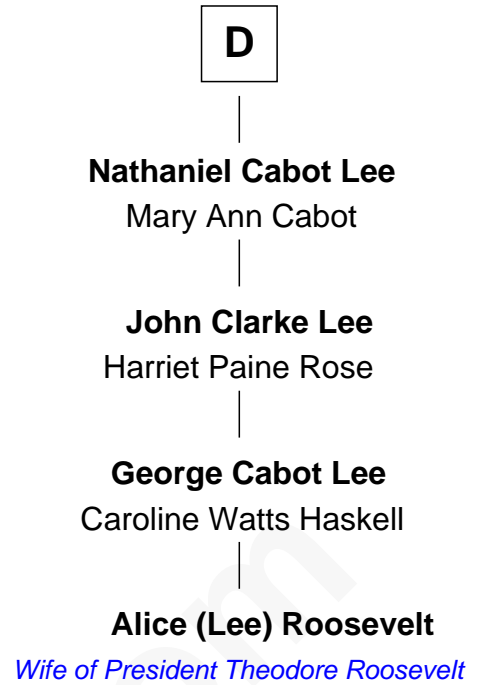 D
Nathaniel Cabot Lee
Mary Ann Cabot
John Clarke Lee
Harriet Paine Rose
George Cabot Lee
Caroline Watts Haskell
Alice (Lee) Roosevelt
Wife of President Theodore Roosevelt